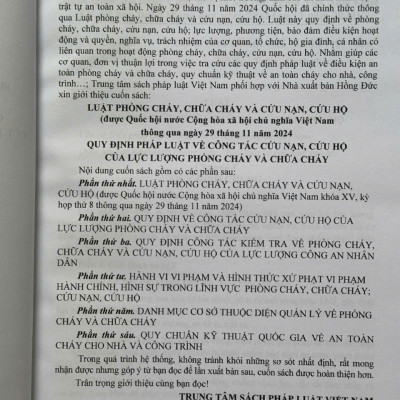 trật tự an toàn xã hội. Ngày 29 tháng 11 năm 2024 Quốc hội đã chính thức thông
qua Luật phòng cháy, chữa cháy và cứu nạn, cứu hộ. Luật này quy định về phòng
cháy, chữa cháy, cứu nạn, cứu hộ; lực lượng, phương tiện, bảo đảm điều kiện hoạt
động và quyền, nghĩa vụ, trách nhiệm của cơ quan, tổ chức, hộ gia đình, cá nhân có
liên quan trong hoạt động phòng cháy, chữa cháy, cứu nạn, cứu hộ. Nhằm giúp các
cơ quan, đơn vị thuận lợi trong việc tra cứu các quy định pháp luật về điều kiện an
toàn phòng cháy và chữa cháy, quy chuẩn kỹ thuật về an toàn cháy cho nhà, công
trình…; Trung tâm sách pháp luật Việt Nam phối hợp với Nhà xuất bản Hồng Đức
xin giới thiệu cuốn sách:
LUẬT PHÒNG CHÁY, CHỮA CHÁY VÀ CỨU NẠN, CỨU HỘ
(được Quốc hội nước Cộng hòa xã hội chủ nghĩa Việt Nam
thông qua ngày 29 tháng 11 năm 2024)
QUY ĐỊNH PHÁP LUẬT VỀ CÔNG TÁC CỨU NẠN, CỨU HỘ
CỦA LỰC LƯỢNG PHÒNG CHÁY VÀ CHỮA CHÁY
Nội dung cuốn sách gồm có các phần sau:
Phần thứ nhất. LUẬT PHÒNG CHÁY, CHỮA CHÁY VÀ CỨU NẠN,
CỨU HỘ (được Quốc hội nước Cộng hòa xã hội chủ nghĩa Việt Nam khóa XV, kỳ
họp thứ 8 thông qua ngày 29 tháng 11 năm 2024)
Phần thứ hai. QUY ĐỊNH VỀ CÔNG TÁC CỨU NẠN, CỨU HỘ CỦA
LỰC LƯỢNG PHÒNG CHÁY VÀ CHỮA CHÁY
Phần thứ ba. QUY ĐỊNH CÔNG TÁC KIỂM TRA VỀ PHÒNG CHÁY,
CHỮA CHÁY VÀ CỨU NẠN, CỨU HỘ CỦA LỰC LƯỢNG CÔNG AN NHÂN
DÂN
Phần thứ tư. HÀNH VI VI PHẠM VÀ HÌNH THỨC XỬ PHẠT VI PHẠM
HÀNH CHÍNH, HÌNH SỰ TRONG LĨNH VỰC PHÒNG CHÁY, CHỮA CHÁY;
CỨU NẠN, CỨU HỘ
Phần thứ năm. DANH MỤC CƠ SỞ THUỘC DIỆN QUẢN LÝ VỀ PHÒNG
CHÁY VÀ CHỮA CHÁY
Phần thứ sáu. QUY CHUẨN KỸ THUẬT QUỐC GIA VỀ AN TOÀN
CHÁY CHO NHÀ VÀ CÔNG TRÌNH
Trong quá trình hệ thống, không tránh khỏi những sơ sót nhất định, rất mong
nhận được nhưng góp ý từ bạn đọc để lần xuất bản sau, cuốn sách được hoàn thiện hơn.
Trân trọng giới thiệu cùng bạn đọc!
TRUNG TÂM SÁCH PHÁP LUẬT VIỆT NAM